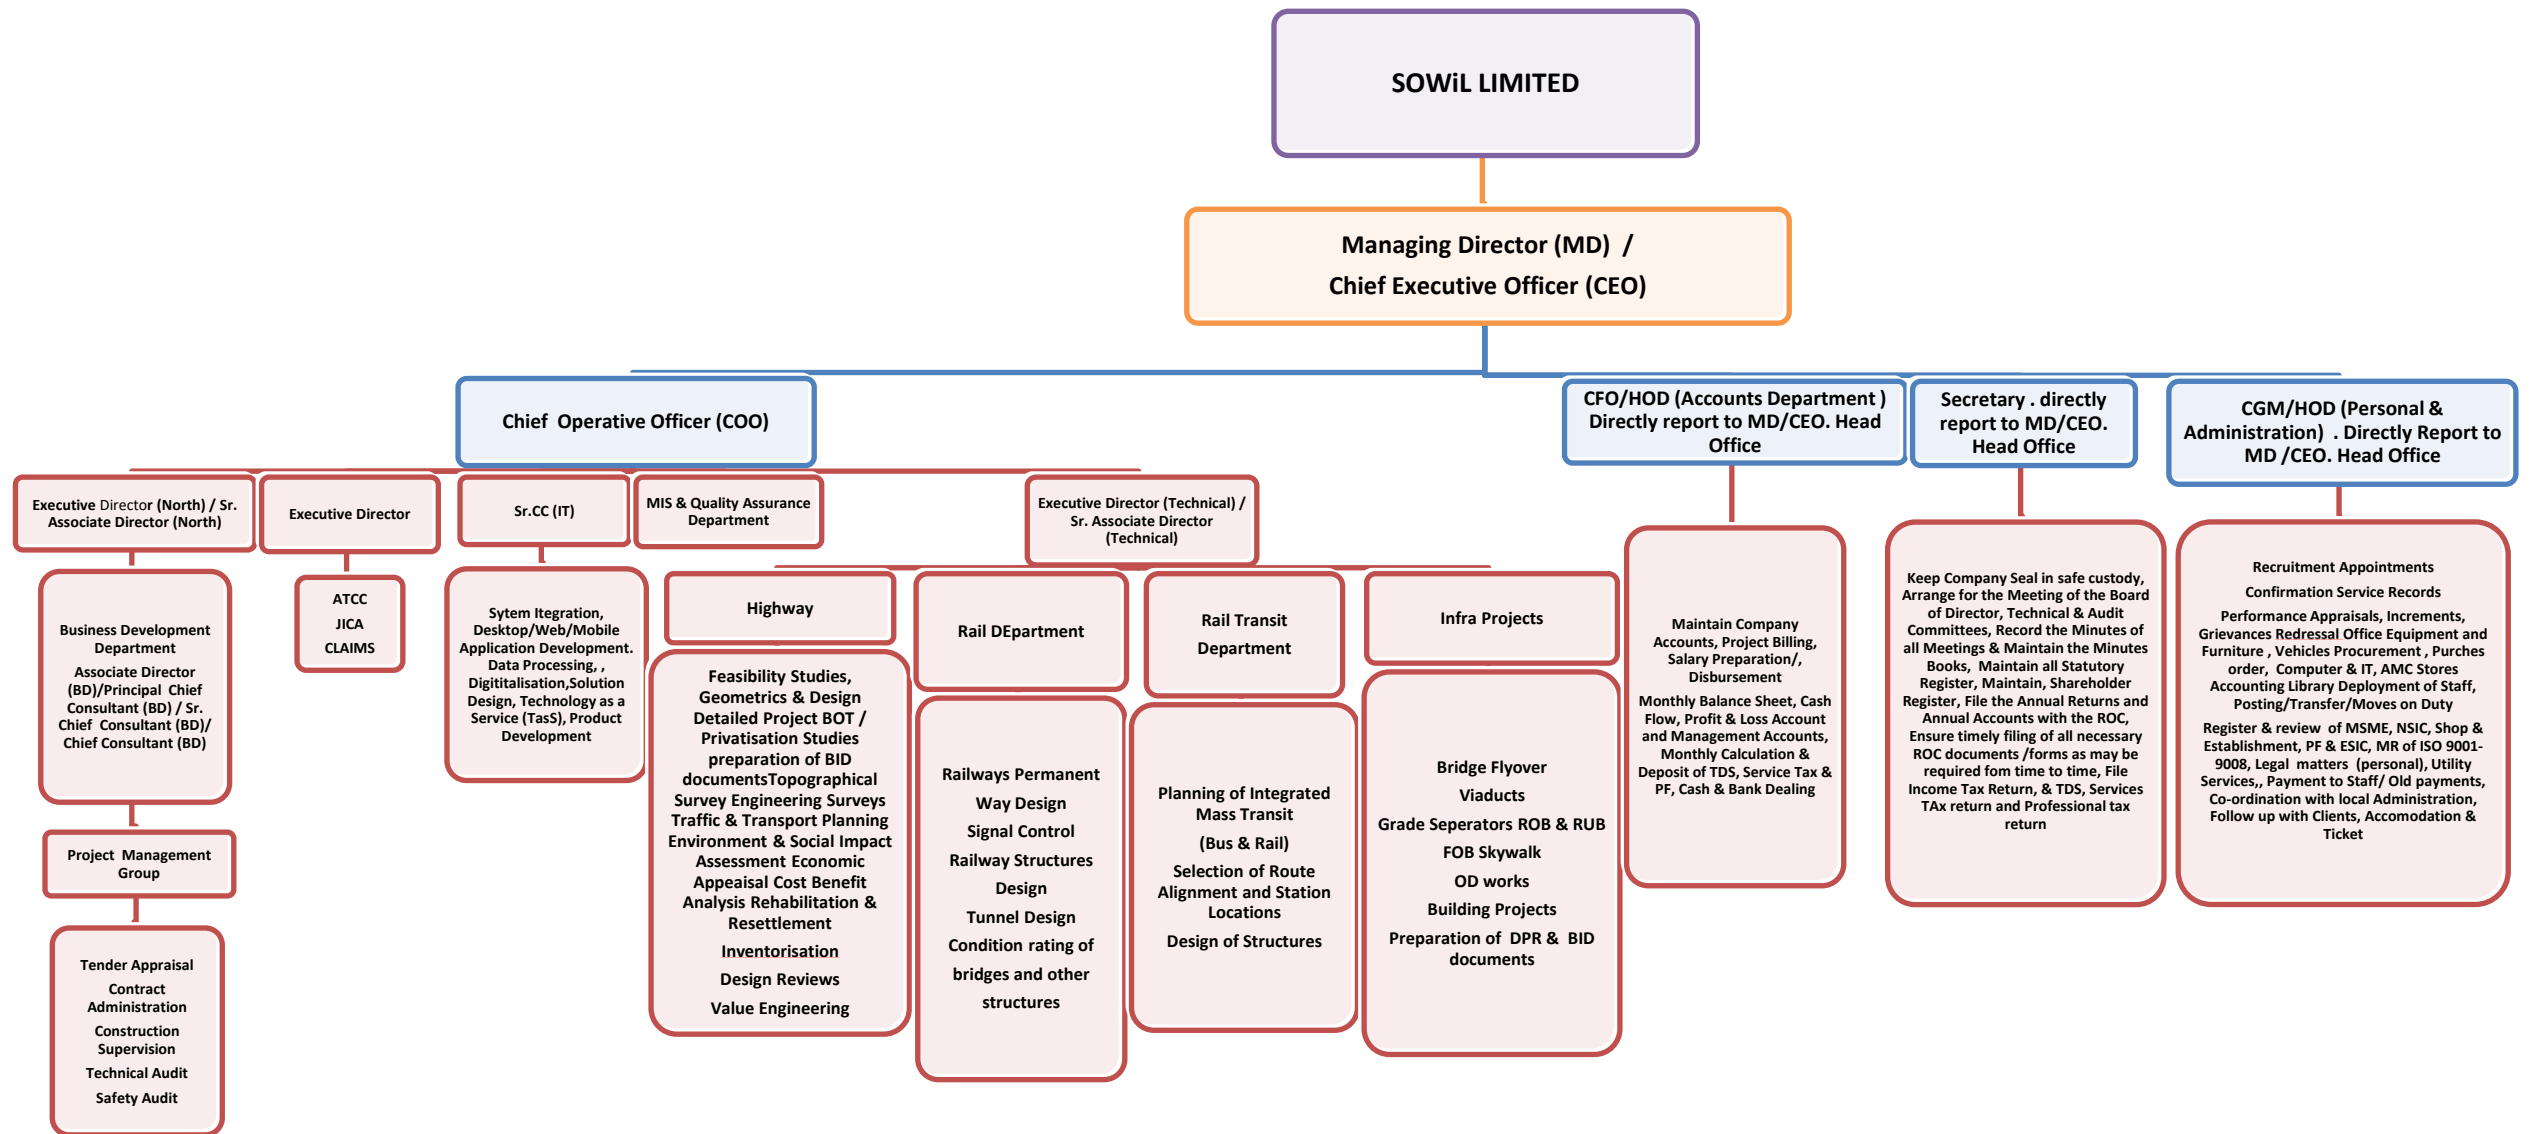 SOWiL LIMITED
Managing Director (MD) /
Chief Executive Officer (CEO)
Chief Operative Officer (COO)
CFO/HOD (Accounts Department )
Directly report to MD/CEO. Head
Office
Secretary . directly
report to MD/CEO.
Head Office
CGM/HOD (Personal &
Administration) . Directly Report to
MD /CEO. Head Office
Executive Director (North) / Sr.
Associate Director (North)
Executive Director
Sr.CC (IT)
MIS & Quality Assurance
Department
Executive Director (Technical) /
Sr. Associate Director
(Technical)
Business Development
Department
Associate Director
(BD)/Principal Chief
Consultant (BD) / Sr.
Chief Consultant (BD)/
Chief Consultant (BD)
Project Management
Group
Tender Appraisal
Contract
Administration
Construction
Supervision
Technical Audit
Safety Audit
ATCC
JICA
CLAIMS
Sytem Itegration,
Desktop/Web/Mobile
Application Development.
Data Processing, ,
Digititalisation,Solution
Design, Technology as a
Service (TasS), Product
Development
Highway
Feasibility Studies,
Geometrics & Design
Detailed Project BOT /
Privatisation Studies
preparation of BID
documentsTopographical
Survey Engineering Surveys
Traffic & Transport Planning
Environment & Social Impact
Assessment Economic
Appeaisal Cost Benefit
Analysis Rehabilitation &
Resettlement
Inventorisation
Design Reviews
Value Engineering
Rail DEpartment
Railways Permanent
Way Design
Signal Control
Railway Structures
Design
Tunnel Design
Condition rating of
bridges and other
structures
Rail Transit
Department
Planning of Integrated
Mass Transit
(Bus & Rail)
Selection of Route
Alignment and Station
Locations
Design of Structures
Infra Projects
Bridge Flyover
Viaducts
Grade Seperators ROB & RUB
FOB Skywalk
OD works
Building Projects
Preparation of DPR & BID
documents
Maintain Company
Accounts, Project Billing,
Salary Preparation/,
Disbursement
Monthly Balance Sheet, Cash
Flow, Profit & Loss Account
and Management Accounts,
Monthly Calculation &
Deposit of TDS, Service Tax &
PF, Cash & Bank Dealing
Keep Company Seal in safe custody,
Arrange for the Meeting of the Board
of Director, Technical & Audit
Committees, Record the Minutes of
all Meetings & Maintain the Minutes
Books, Maintain all Statutory
Register, Maintain, Shareholder
Register, File the Annual Returns and
Annual Accounts with the ROC,
Ensure timely filing of all necessary
ROC documents /forms as may be
required fom time to time, File
Income Tax Return, & TDS, Services
TAx return and Professional tax
return
Recruitment Appointments
Confirmation Service Records
Performance Appraisals, Increments,
Grievances Redressal Office Equipment and
Furniture , Vehicles Procurement , Purches
order, Computer & IT, AMC Stores
Accounting Library Deployment of Staff,
Posting/Transfer/Moves on Duty
Register & review of MSME, NSIC, Shop &
Establishment, PF & ESIC, MR of ISO 9001-
9008, Legal matters (personal), Utility
Services,, Payment to Staff/ Old payments,
Co-ordination with local Administration,
Follow up with Clients, Accomodation &
Ticket